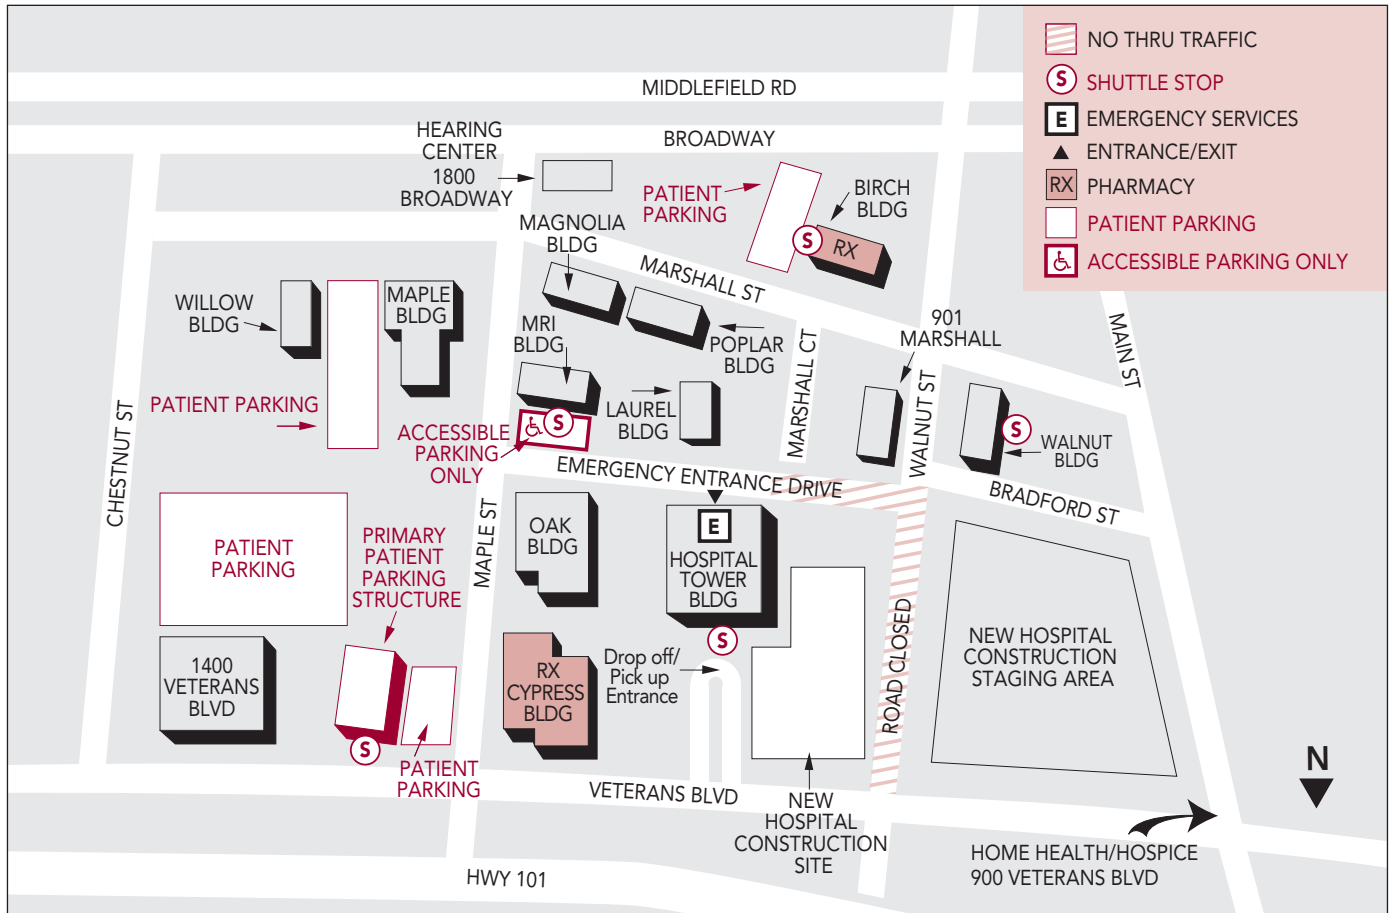 NO THRU TRAFFIC
S
SHUTTLE STOP
E
EMERGENCY SERVICES
ENTRANCE/EXIT
RX
PHARMACY
PATIENT PARKING
ACCESSIBLE PARKING ONLY
MIDDLEFIELD RD
BROADWAY
HEARING
CENTER
1800
BROADWAY
MAGNOLIA
BLDG
PATIENT
PARKING
BIRCH
BLDG
S
RX
MARSHALL ST
WILLOW
BLDG
MAPLE
BLDG
MRI
BLDG
POPLAR
BLDG
MARSHALL CT
901
MARSHALL
MAIN ST
PATIENT PARKING
ACCESSIBLE
PARKING
ONLY
S
LAUREL
BLDG
WALNUT ST
S
WALNUT
BLDG
CHESTNUT ST
EMERGENCY ENTRANCE DRIVE
BRADFORD ST
PATIENT
PARKING
PRIMARY
PATIENT
PARKING
STRUCTURE
MAPLE ST
OAK
BLDG
E
HOSPITAL
TOWER
BLDG
S
1400
VETERANS
BLVD
S
PATIENT
PARKING
RX
CYPRESS
BLDG
Drop off/
Pick up
Entrance
ROAD CLOSED
NEW HOSPITAL
CONSTRUCTION
STAGING AREA
N
VETERANS BLVD
NEW
HOSPITAL
CONSTRUCTION
SITE
HOME HEALTH/HOSPICE
900 VETERANS BLVD
HWY 101